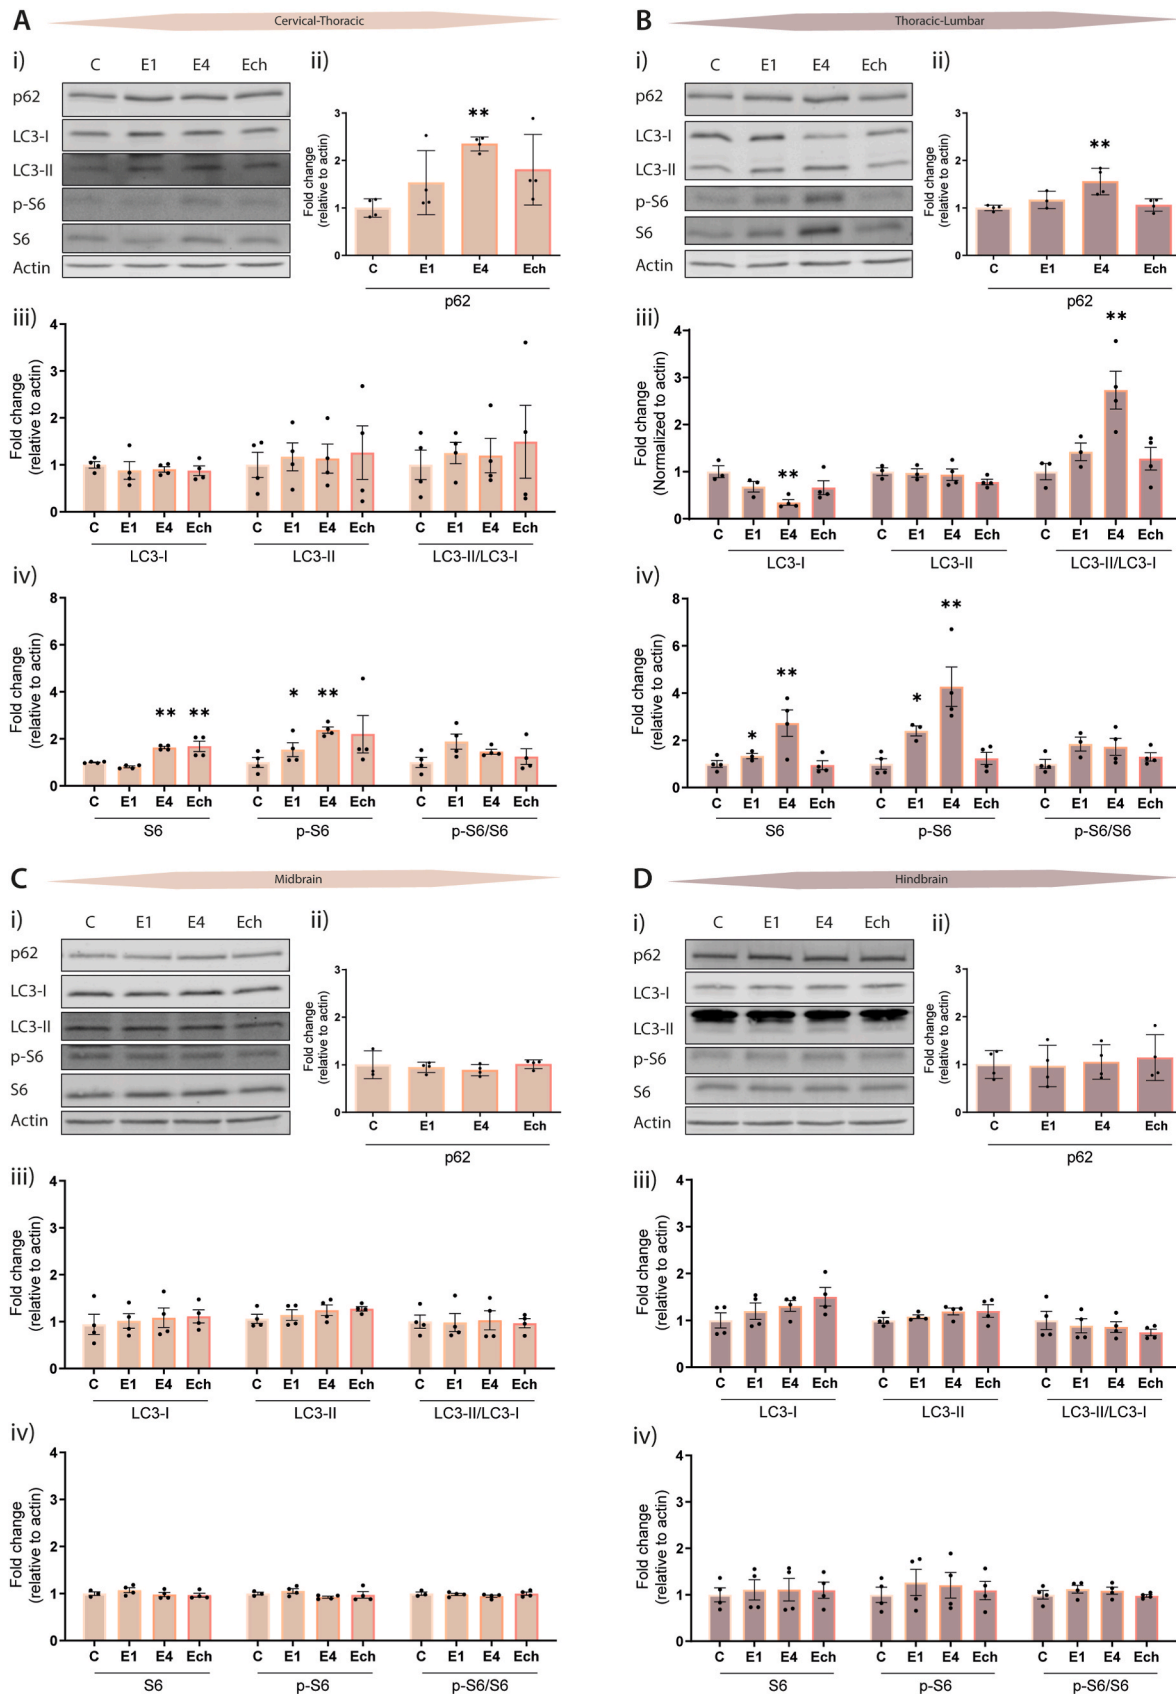 A Cervical-Thoracic
i) C E1 E4 Ech
p62
LC3-I
LC3-II
p-S6
S6
Actin
ii)
Fold change
(relative to actin)
3
2
1
0
**
C E1 E4 Ech
p62
iii)
Fold change
(relative to actin)
4
3
2
1
0
C E1 E4 Ech C E1 E4 Ech C E1 E4 Ech
LC3-I LC3-II LC3-II/LC3-I
iv)
Fold change
(relative to actin)
8
6
4
2
0
** ** * **
C E1 E4 Ech C E1 E4 Ech C E1 E4 Ech
S6 p-S6 p-S6/S6
B Thoracic-Lumbar
i) C E1 E4 Ech
p62
LC3-I
LC3-II
p-S6
S6
Actin
ii)
Fold change
(relative to actin)
3
2
1
0
**
C E1 E4 Ech
p62
iii)
Fold change
(Normalized to actin)
4
3
2
1
0
** **
C E1 E4 Ech C E1 E4 Ech C E1 E4 Ech
LC3-I LC3-II LC3-II/LC3-I
iv)
Fold change
(relative to actin)
8
6
4
2
0
* ** * **
C E1 E4 Ech C E1 E4 Ech C E1 E4 Ech
S6 p-S6 p-S6/S6
C Midbrain
i) C E1 E4 Ech
p62
LC3-I
LC3-II
p-S6
S6
Actin
ii)
Fold change
(relative to actin)
3
2
1
0
C E1 E4 Ech
p62
iii)
Fold change
(relative to actin)
4
3
2
1
0
C E1 E4 Ech C E1 E4 Ech C E1 E4 Ech
LC3-I LC3-II LC3-II/LC3-I
iv)
Fold change
(relative to actin)
4
3
2
1
0
C E1 E4 Ech C E1 E4 Ech C E1 E4 Ech
S6 p-S6 p-S6/S6
D Hindbrain
i) C E1 E4 Ech
p62
LC3-I
LC3-II
p-S6
S6
Actin
ii)
Fold change
(relative to actin)
3
2
1
0
C E1 E4 Ech
p62
iii)
Fold change
(relative to actin)
4
3
2
1
0
C E1 E4 Ech C E1 E4 Ech C E1 E4 Ech
LC3-I LC3-II LC3-II/LC3-I
iv)
Fold change
(relative to actin)
4
3
2
1
0
C E1 E4 Ech C E1 E4 Ech C E1 E4 Ech
S6 p-S6 p-S6/S6